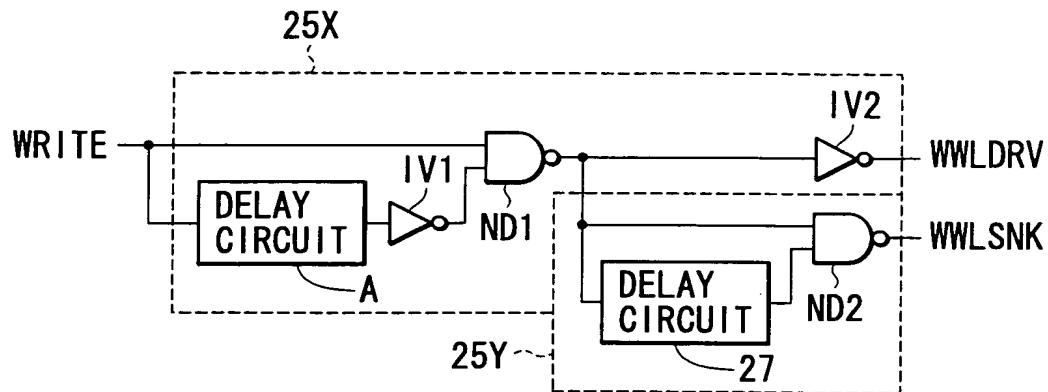 25X
IV2
WRITE
WWLDRV
IV1
ND1
DELAY
CIRCUIT
A
WWLSNK
DELAY
CIRCUIT
ND2
25Y
27